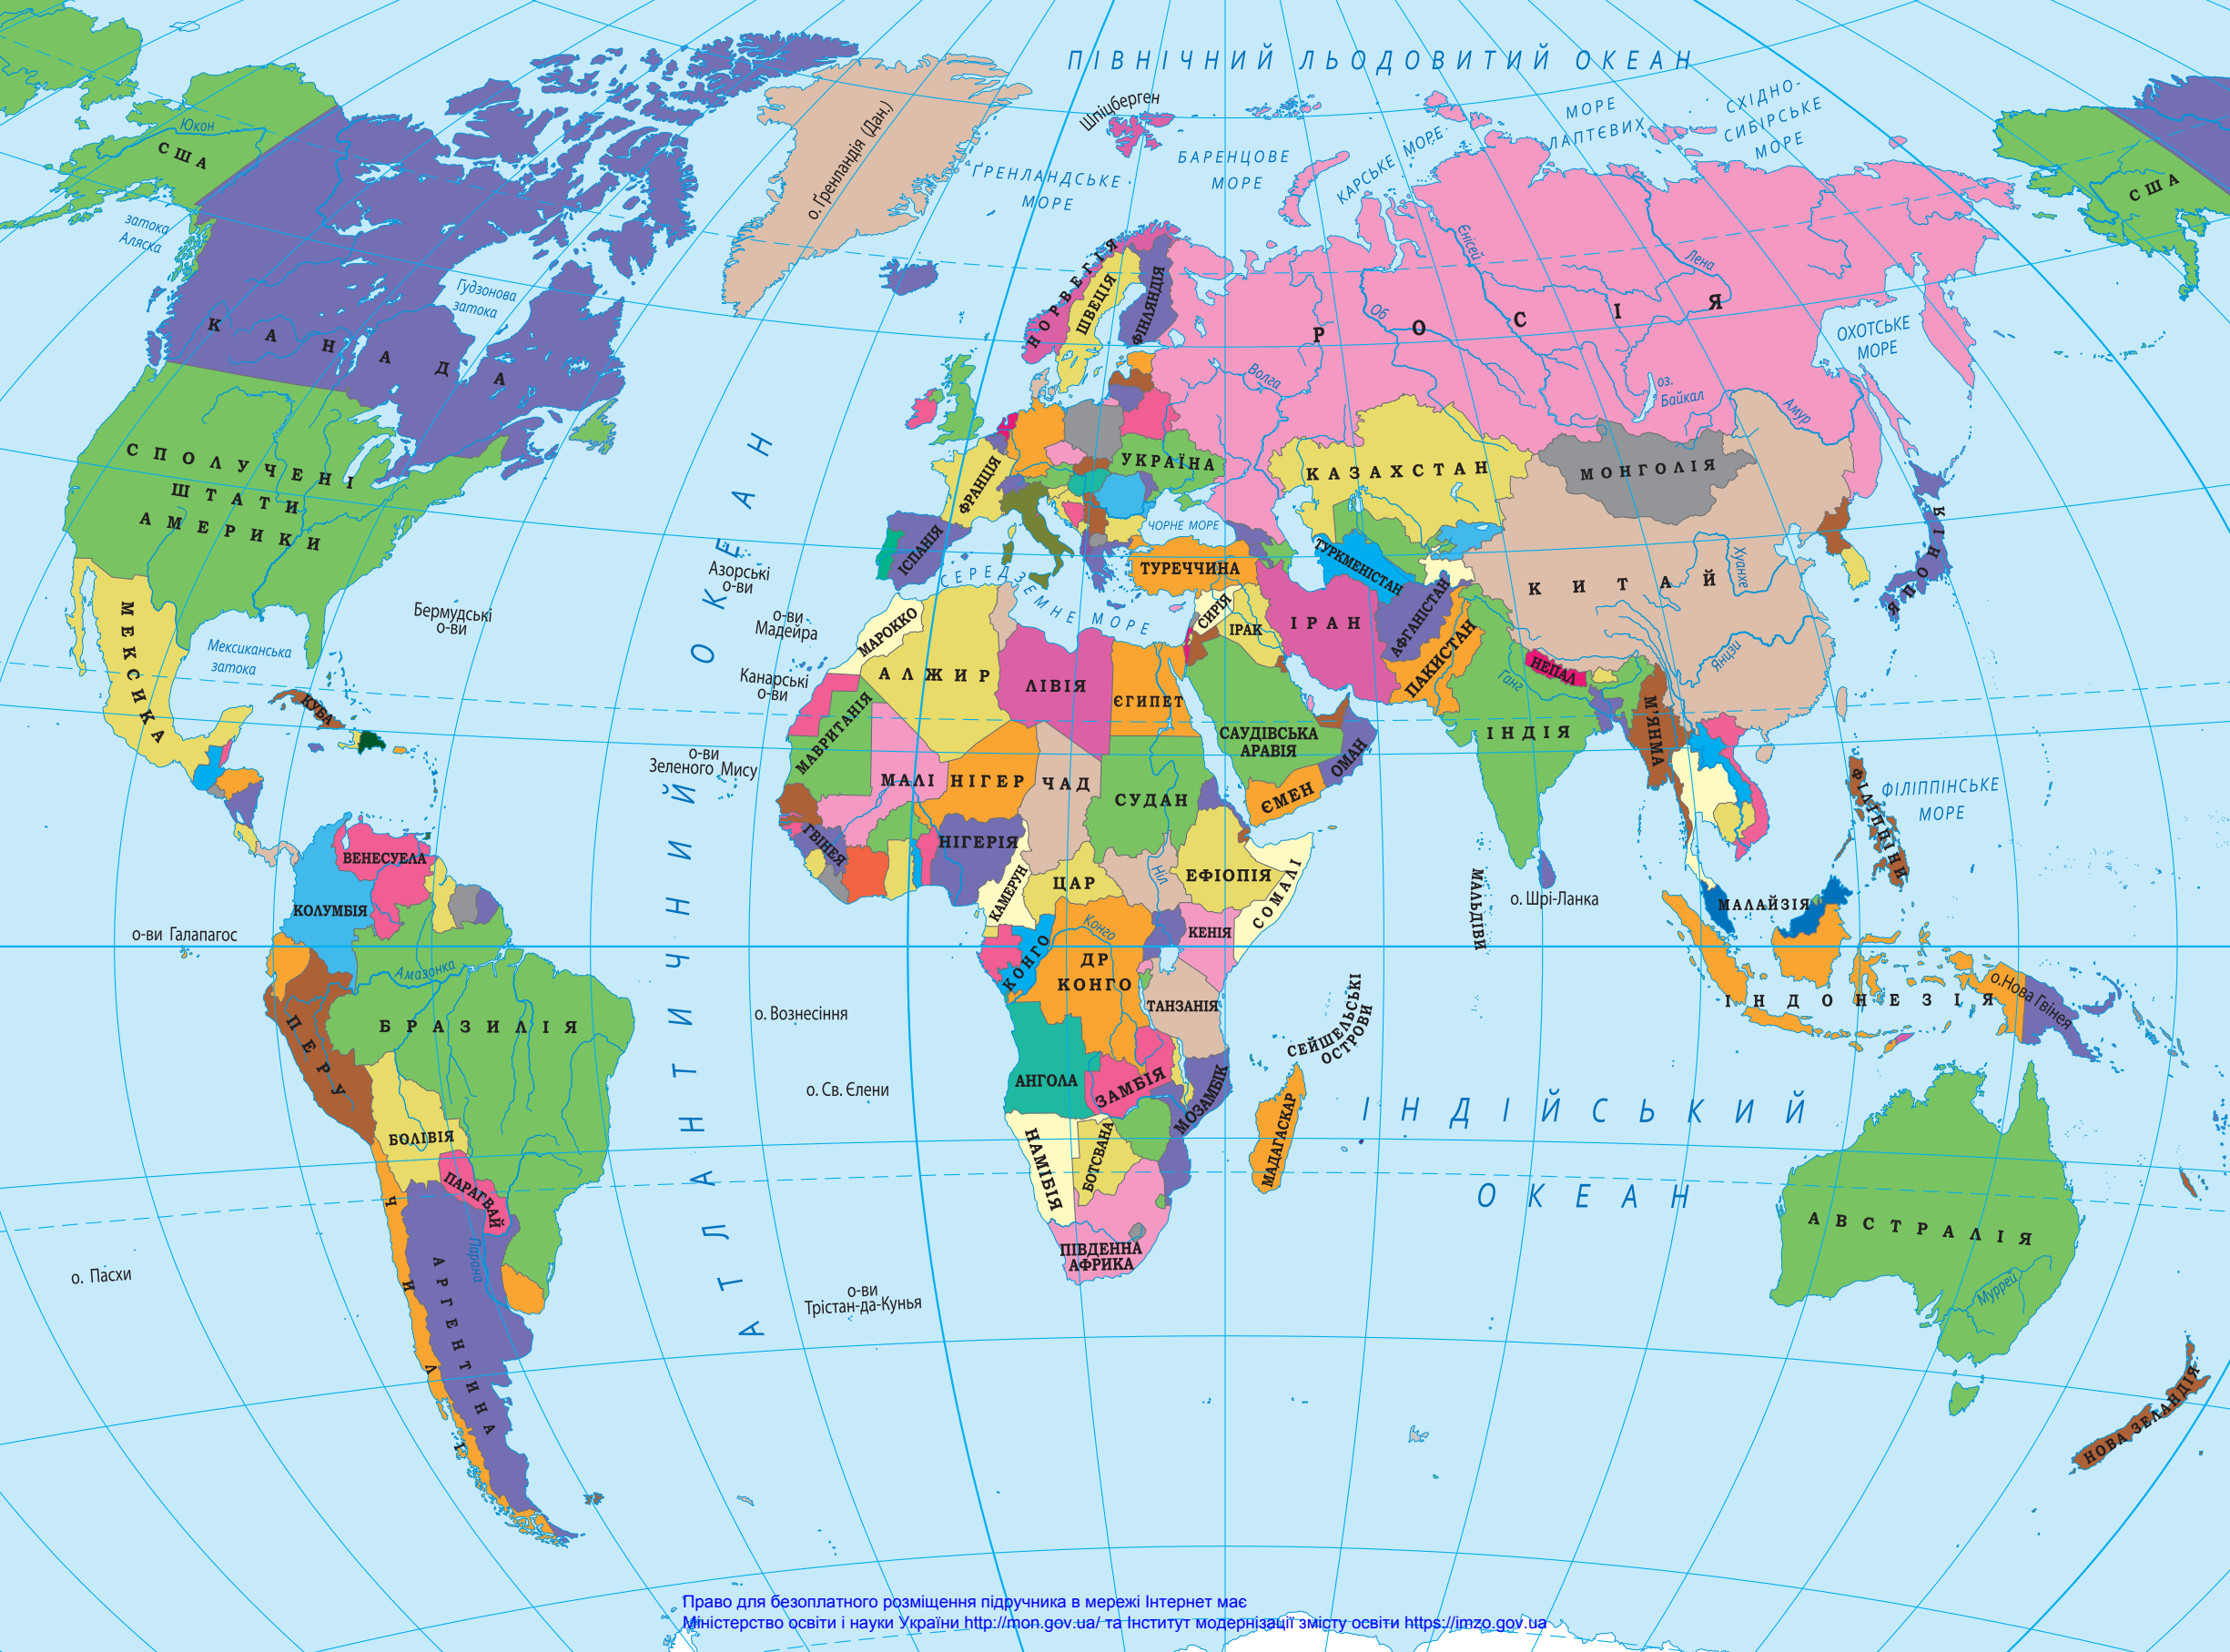 ПІВНІЧНИЙ ЛЬОДОВИТИЙ ОКЕАН
Шпіцберген
БАРЕНЦОВЕ
МОРЕ
КАРСЬКЕ МОРЕ
МОРЕ
ЛАПТЄВИХ
СХІДНО-
СИБІРСЬКЕ
МОРЕ
ҐРЕНЛАНДСЬКЕ
МОРЕ
о. Ґренландія (Дан.)
Юкон
США
затока
Аляска
Гудзонова
затока
КАНАДА
США
НОРВЕГІЯ
ШВЕЦІЯ
ФІНЛЯНДІЯ
РОСІЯ
Єнісей
Лена
Об
Волга
оз.
Байкал
Амур
ОХОТСЬКЕ
МОРЕ
СПОЛУЧЕНІ
ШТАТИ
АМЕРИКИ
УКРАЇНА
ФРАНЦІЯ
ІСПАНІЯ
КАЗАХСТАН
МОНГОЛІЯ
ЧОРНЕ МОРЕ
ТУРЕЧЧИНА
ТУРКМЕНІСТАН
КИТАЙ
Хуанхе
Янцзи
ЯПОНІЯ
СЕРЕДЗЕМНЕ МОРЕ
Азорські
о-ви
о-ви
Мадейра
Канарські
о-ви
Бермудські
о-ви
Мексиканська
затока
МЕКСИКА
КУБА
МАРОККО
АЛЖИР
ЛІВІЯ
ЄГИПЕТ
СИРІЯ
ІРАК
ІРАН
АФГАНІСТАН
ПАКИСТАН
НЕПАЛ
Ганг
ІНДІЯ
М'ЯНМА
САУДІВСЬКА
АРАВІЯ
ОМАН
ЄМЕН
о-ви
Зеленого Мису
МАВРИТАНІЯ
МАЛІ
НІГЕР
ЧАД
СУДАН
ГВІНЕЯ
НІГЕРІЯ
КАМЕРУН
ЦАР
Ніл
ЕФІОПІЯ
СОМАЛІ
ФІЛІППІНИ
ФІЛІППІНСЬКЕ
МОРЕ
ВЕНЕСУЕЛА
КОЛУМБІЯ
о-ви Галапагос
МАЛЬДІВИ
о. Шрі-Ланка
МАЛАЙЗІЯ
Конго
КОНГО
ДР
КОНГО
КЕНІЯ
ТАНЗАНІЯ
СЕЙШЕЛЬСЬКІ
ОСТРОВИ
ІНДОНЕЗІЯ
о.Нова Гвінея
Амазонка
БРАЗИЛІЯ
ПЕРУ
о. Вознесіння
о. Св. Єлени
АНГОЛА
ЗАМБІЯ
МОЗАМБІК
МАДАГАСКАР
ІНДІЙСЬКИЙ
ОКЕАН
БОЛІВІЯ
ПАРАГВАЙ
Парана
ЧИЛІ
АРГЕНТИНА
НАМІБІЯ
БОТСВАНА
ПІВДЕННА
АФРИКА
АТЛАНТИЧНИЙ ОКЕАН
о. Пасхи
о-ви
Трістан-да-Кунья
АВСТРАЛІЯ
Муррей
НОВА ЗЕЛАНДІЯ
Право для безоплатного розміщення підручника в мережі Інтернет має
Міністерство освіти і науки України http://mon.gov.ua/ та Інститут модернізації змісту освіти https://imzo.gov.ua